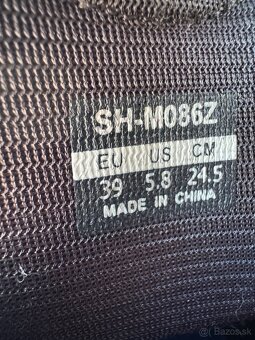 SH-M086Z
EU US CM
39 5.8 24.5
MADE IN CHINA
Bazos.sk